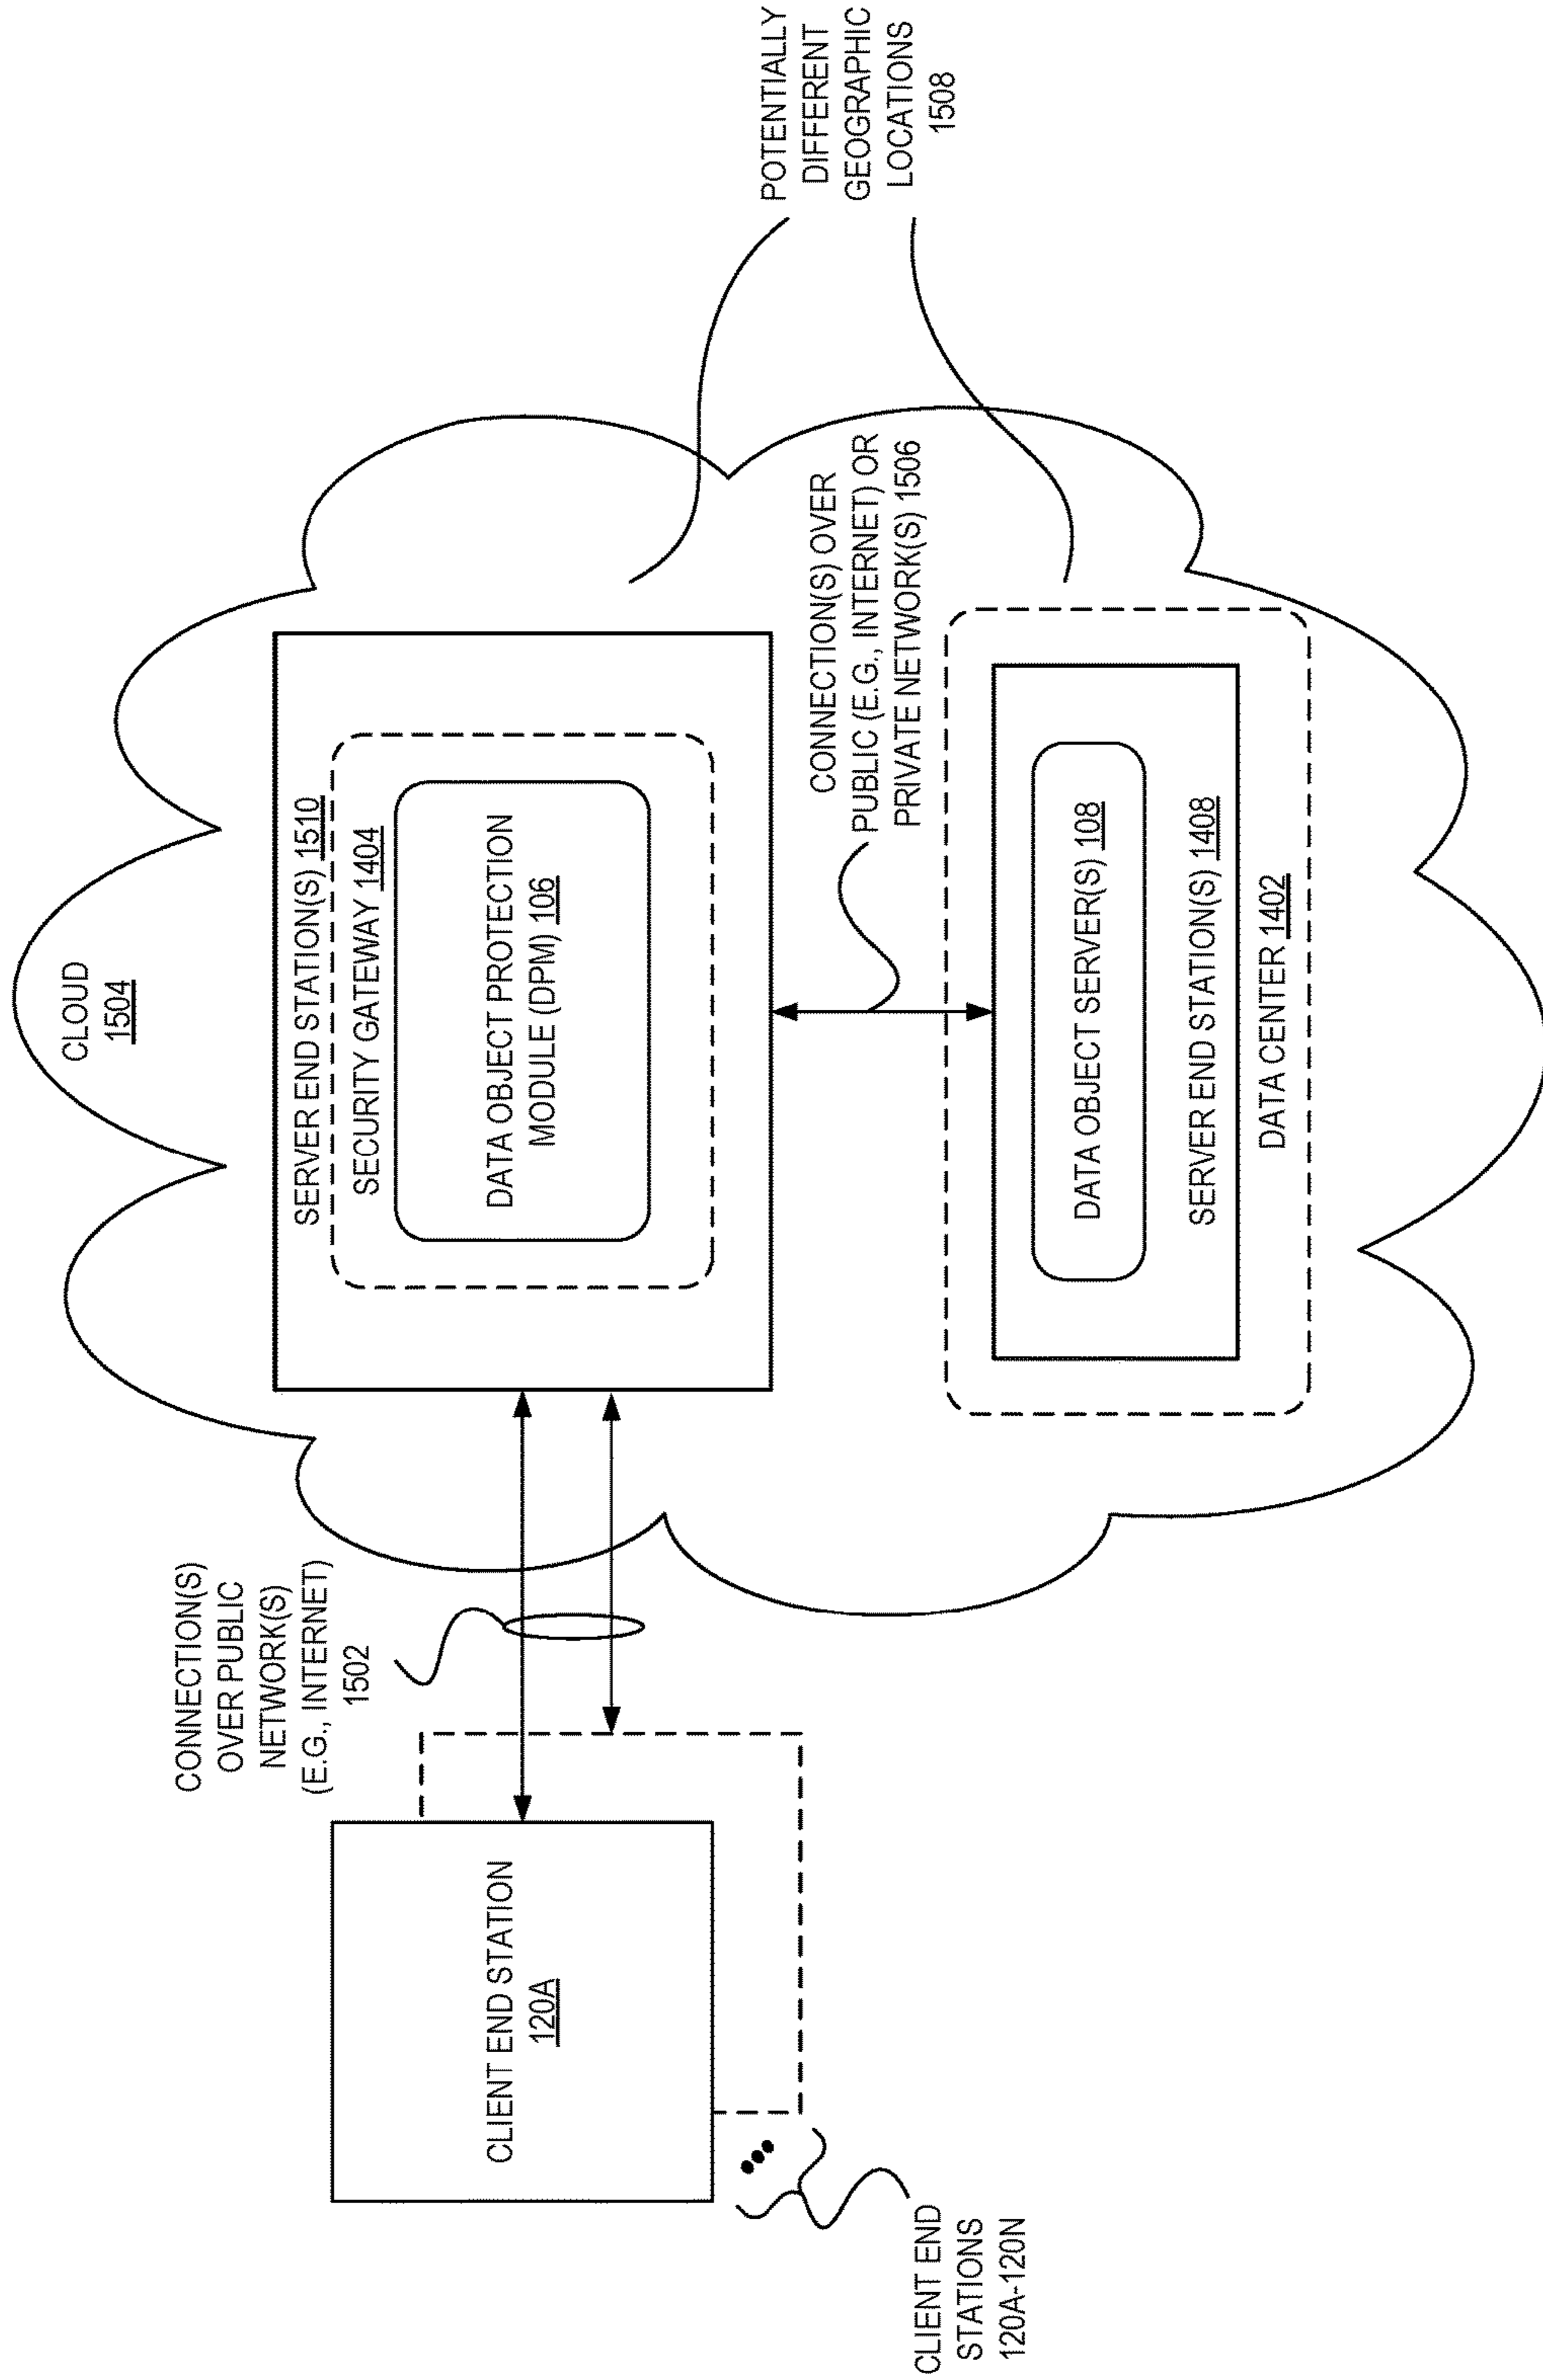 CLOUD
1504
CONNECTION(S)
OVER PUBLIC
NETWORK(S)
(E.G., INTERNET)
1502
SERVER END STATION(S) 1510
SECURITY GATEWAY 1404
DATA OBJECT PROTECTION
MODULE (DPM) 106
CLIENT END STATION
120A
CLIENT END
STATIONS
120A-120N
CONNECTION(S) OVER
PUBLIC (E.G., INTERNET) OR
PRIVATE NETWORK(S) 1506
POTENTIALLY
DIFFERENT
GEOGRAPHIC
LOCATIONS
1508
DATA OBJECT SERVER(S) 108
SERVER END STATION(S) 1408
DATA CENTER 1402